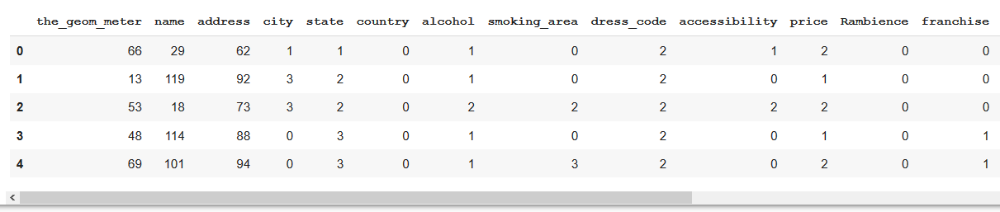 the_geom_meter name address city state country alcohol smoking_area dress_code accessibility price Rambience franchise
0 66 29 62 1 1 0 1 0 2 1 2 0 0
1 13 119 92 3 2 0 1 0 2 0 1 0 0
2 53 18 73 3 2 0 2 2 2 2 2 0 0
3 48 114 88 0 3 0 1 0 2 0 1 0 1
4 69 101 94 0 3 0 1 3 2 0 2 0 1